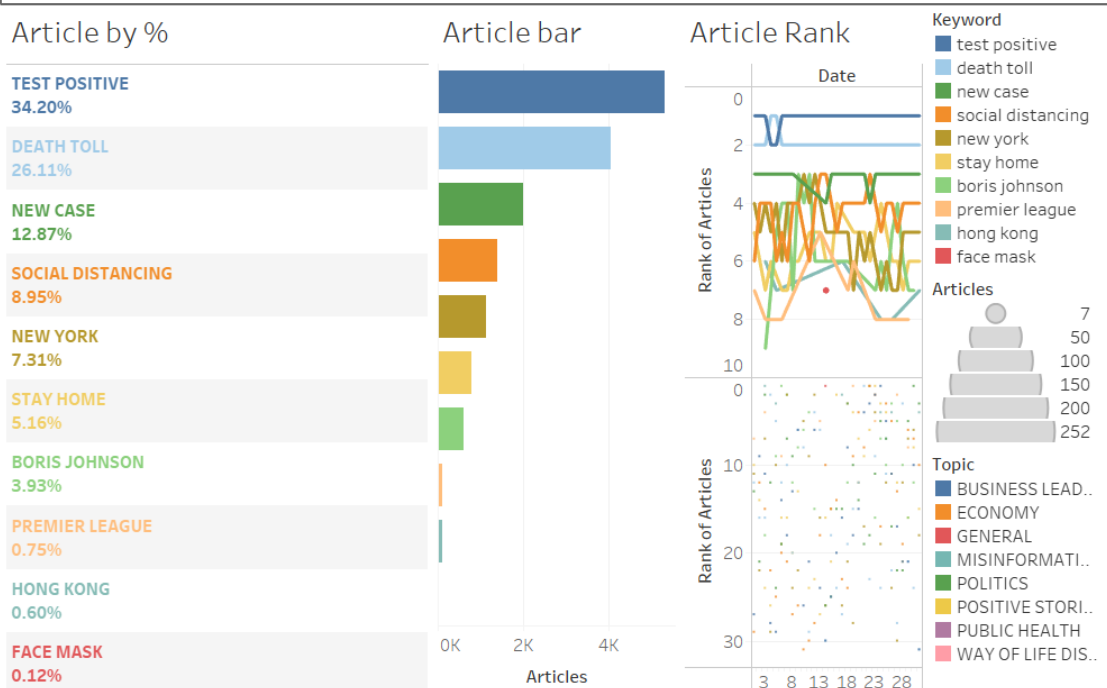 Article by %
TEST POSITIVE
34.20%
DEATH TOLL
26.11%
NEW CASE
12.87%
SOCIAL DISTANCING
8.95%
NEW YORK
7.31%
STAY HOME
5.16%
BORIS JOHNSON
3.93%
PREMIER LEAGUE
0.75%
HONG KONG
0.60%
FACE MASK
0.12%
Article bar
0K 2K 4K
Articles
Article Rank
Date
0
2
4
6
8
10
Rank of Articles
0
10
20
30
Rank of Articles
3 8 13 18 23 28
Keyword
test positive
death toll
new case
social distancing
new york
stay home
boris johnson
premier league
hong kong
face mask
Articles
7
50
100
150
200
252
Topic
BUSINESS LEAD..
ECONOMY
GENERAL
MISINFORMATI..
POLITICS
POSITIVE STORI..
PUBLIC HEALTH
WAY OF LIFE DIS..